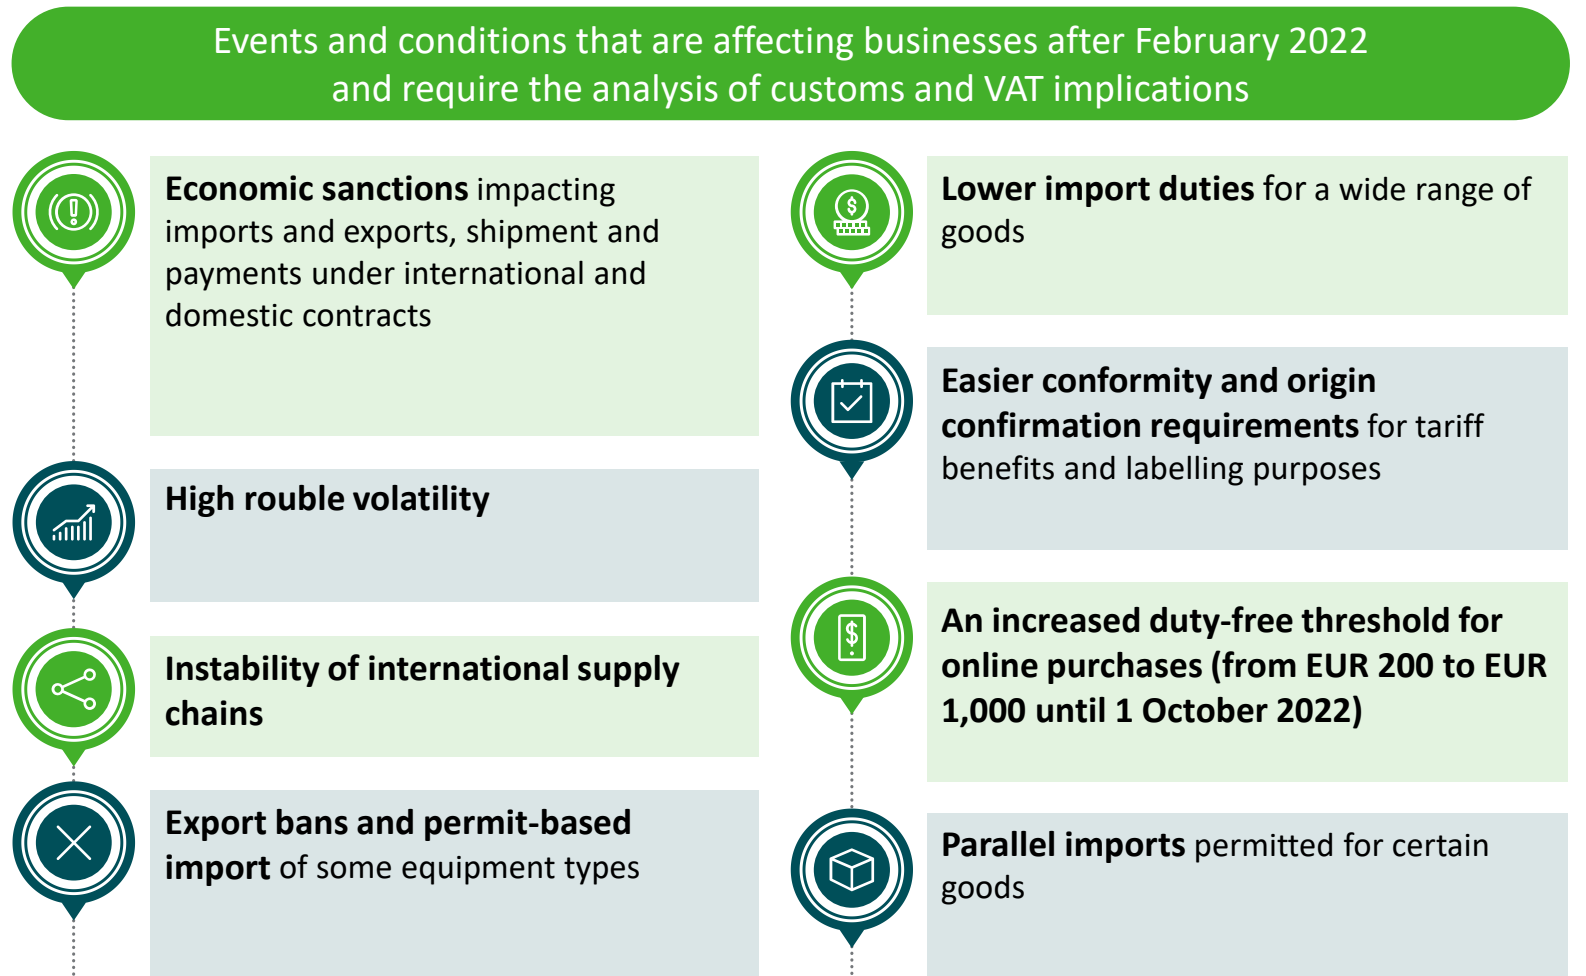 Events and conditions that are affecting businesses after February 2022
and require the analysis of customs and VAT implications
Economic sanctions impacting
imports and exports, shipment and
payments under international and
domestic contracts
High rouble volatility
Instability of international supply
chains
Export bans and permit-based
import of some equipment types
Lower import duties for a wide range of
goods
Easier conformity and origin
confirmation requirements for tariff
benefits and labelling purposes
An increased duty-free threshold for
online purchases (from EUR 200 to EUR
1,000 until 1 October 2022)
Parallel imports permitted for certain
goods